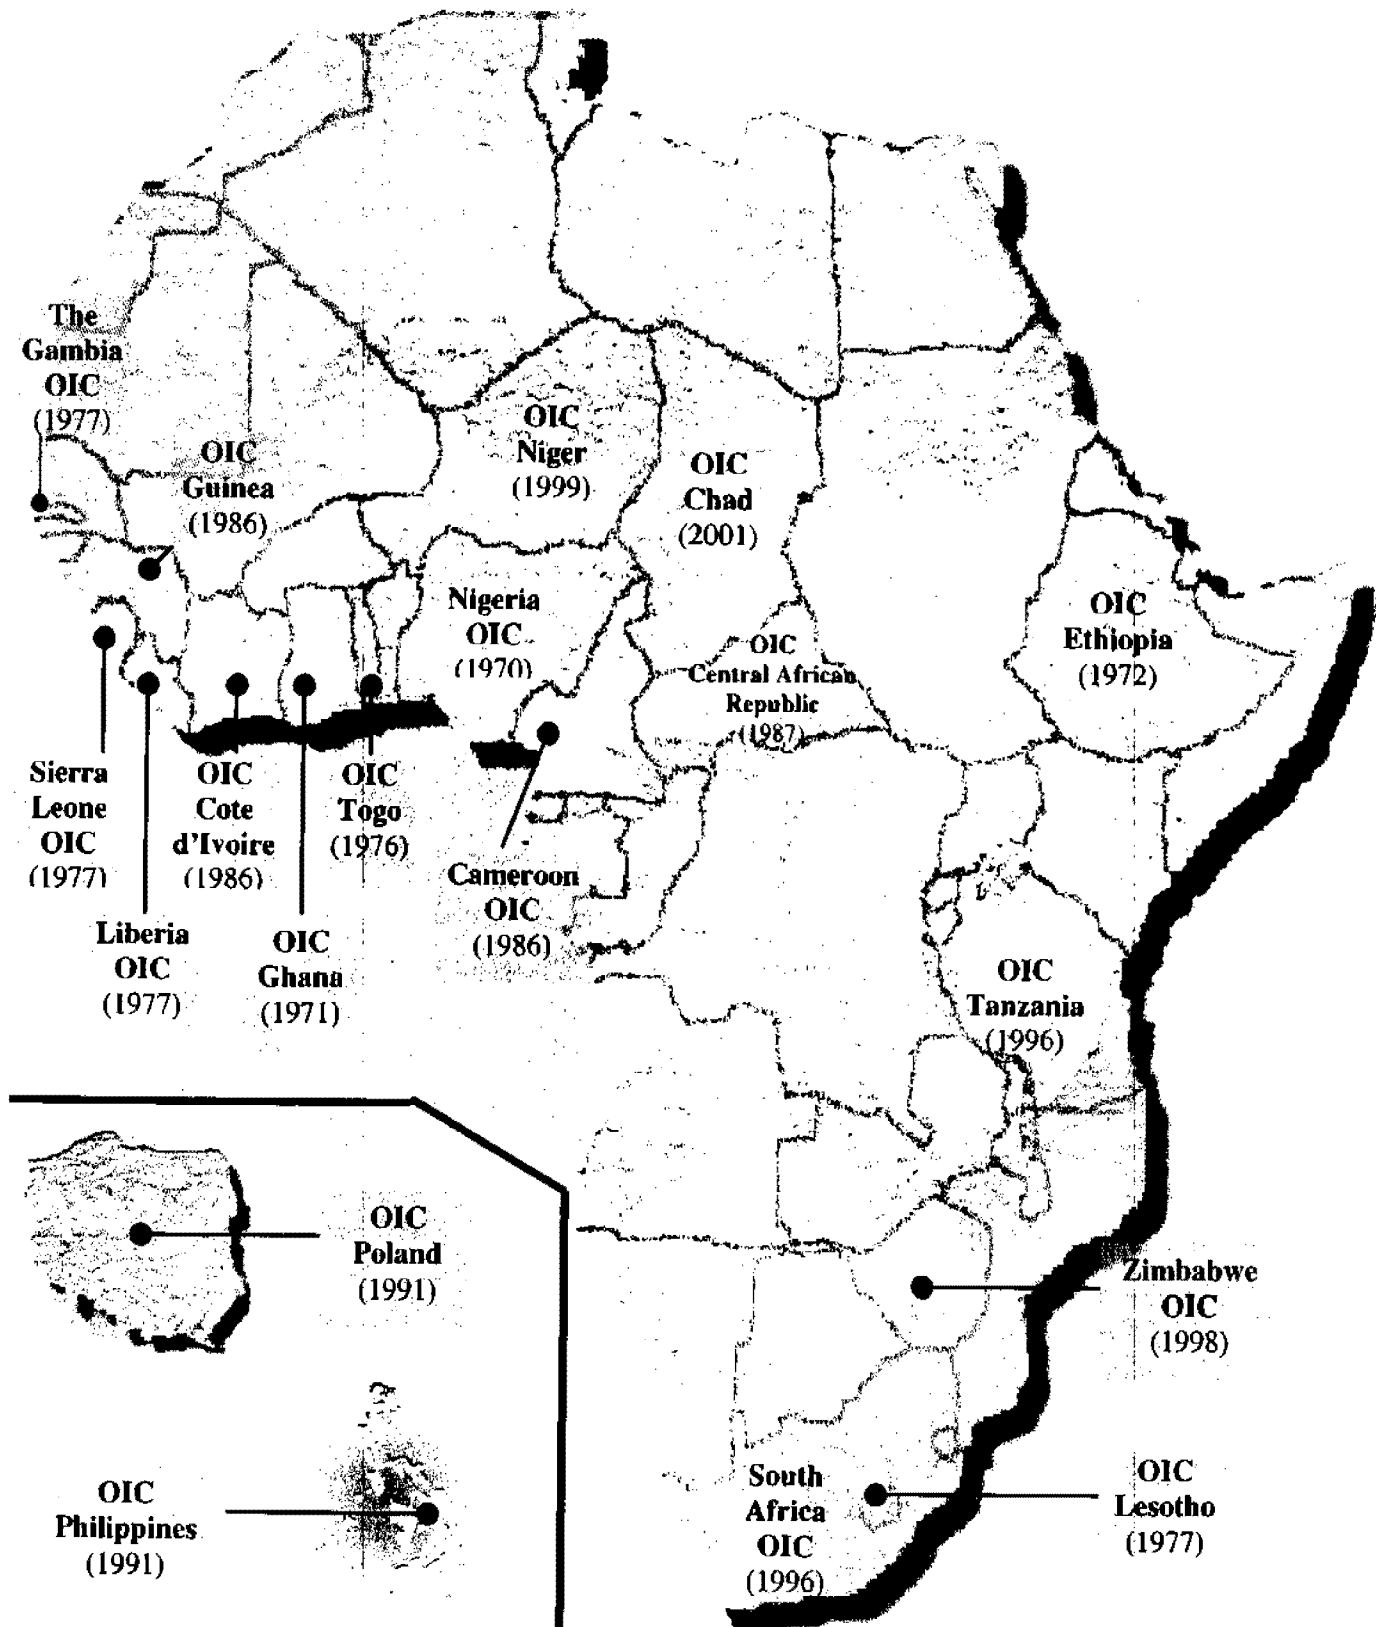 The
Gambia
OIC
(1977)
OIC
Guinea
(1986)
OIC
Niger
(1999)
OIC
Chad
(2001)
Nigeria
OIC
(1970)
OIC
Central African
Republic
(1987)
OIC
Ethiopia
(1972)
Sierra
Leone
OIC
(1977)
OIC
Cote
d'Ivoire
(1986)
OIC
Togo
(1976)
Cameroon
OIC
(1986)
Liberia
OIC
(1977)
OIC
Ghana
(1971)
OIC
Tanzania
(1996)
OIC
Poland
(1991)
Zimbabwe
OIC
(1998)
OIC
Philippines
(1991)
South
Africa
OIC
(1996)
OIC
Lesotho
(1977)